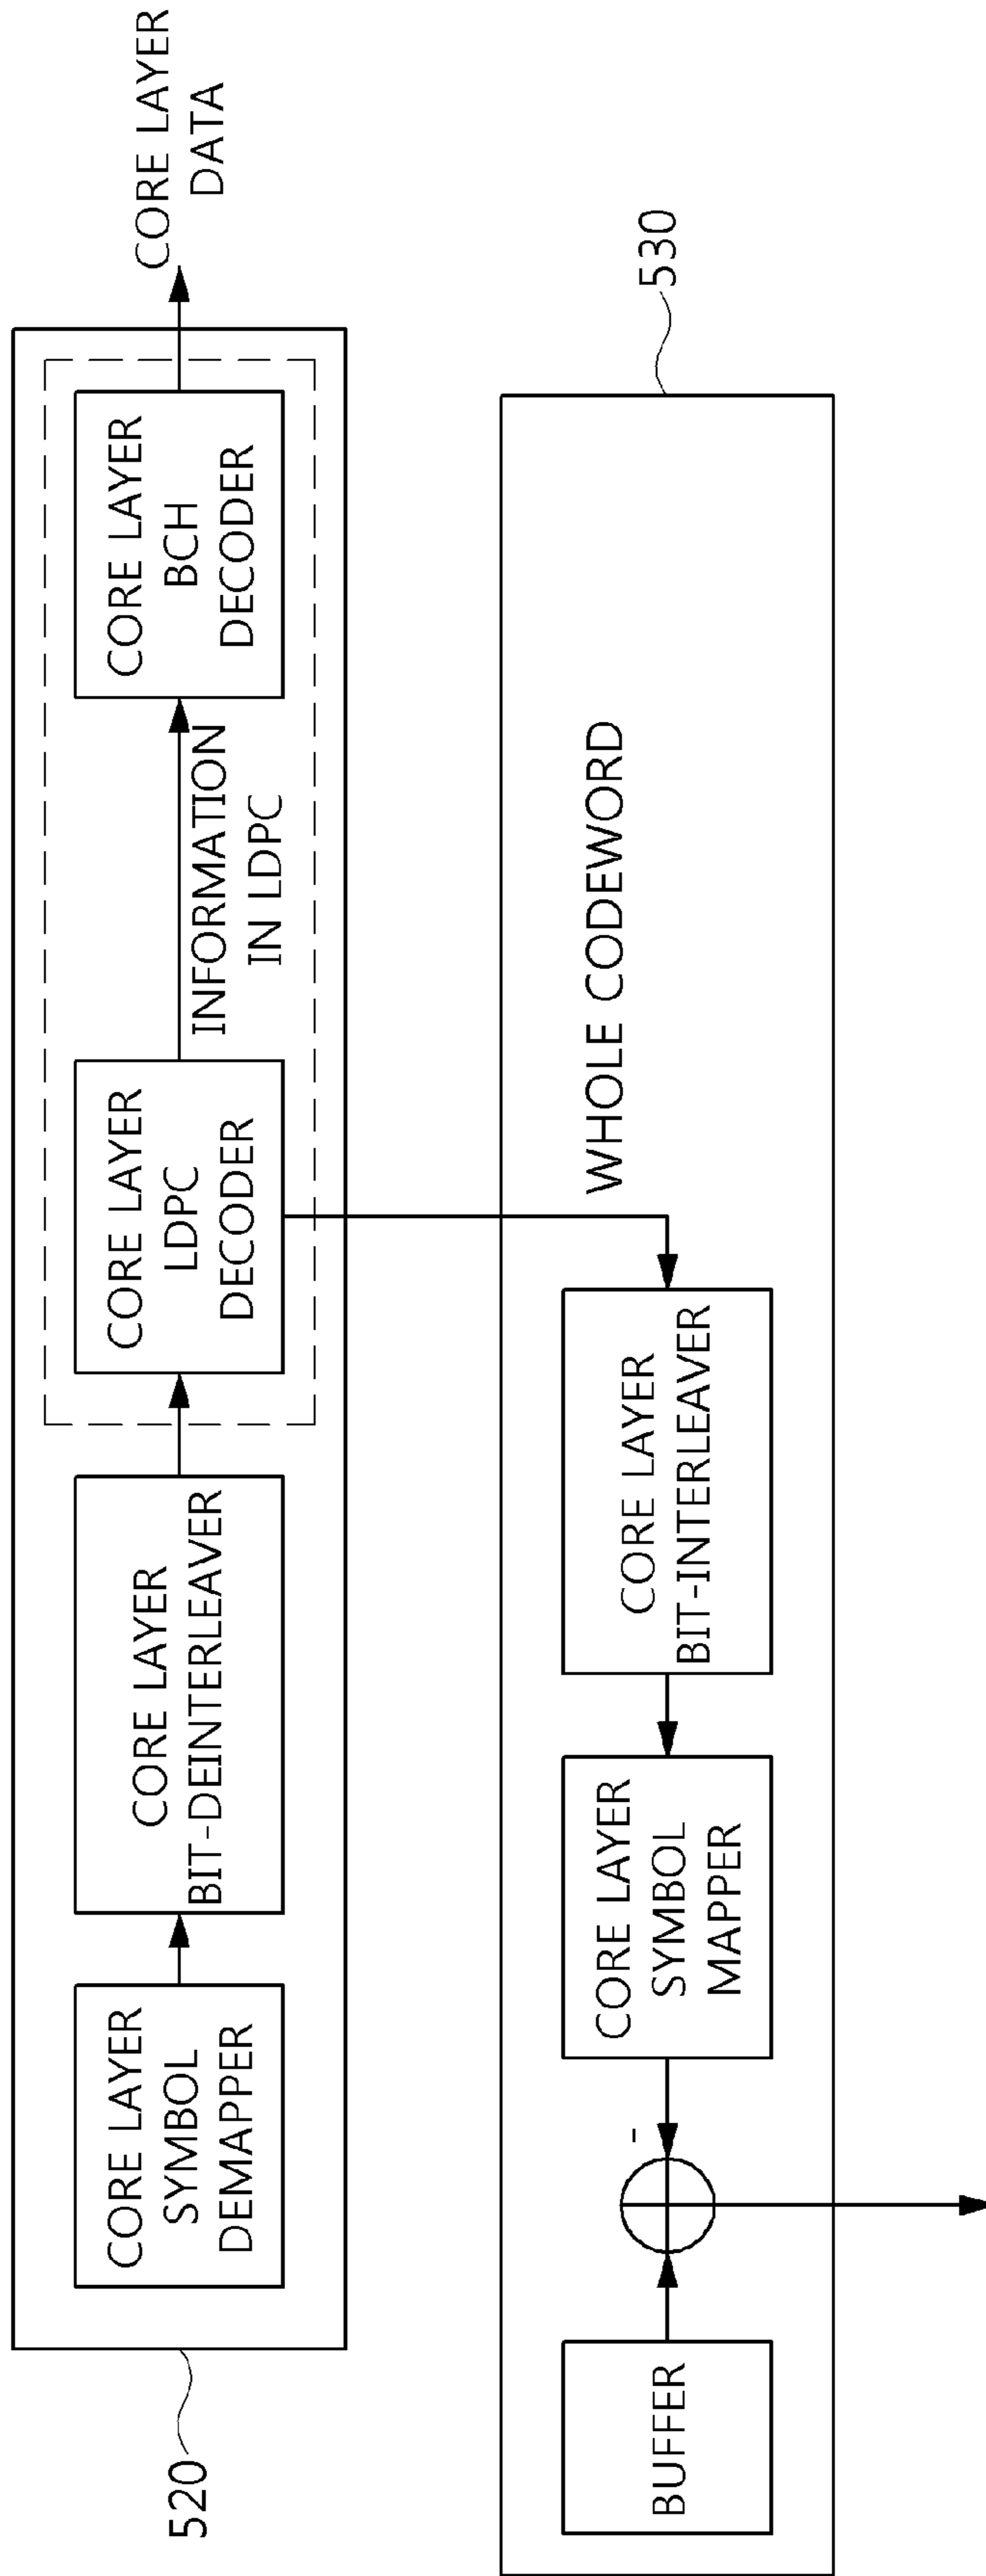 520
CORE LAYER
SYMBOL
DEMAPPER
CORE LAYER
BIT-DEINTERLEAVER
CORE LAYER
LDPC
DECODER
INFORMATION
IN LDPC
CORE LAYER
BCH
DECODER
CORE LAYER
DATA
530
BUFFER
-
CORE LAYER
SYMBOL
MAPPER
CORE LAYER
BIT-INTERLEAVER
WHOLE CODEWORD